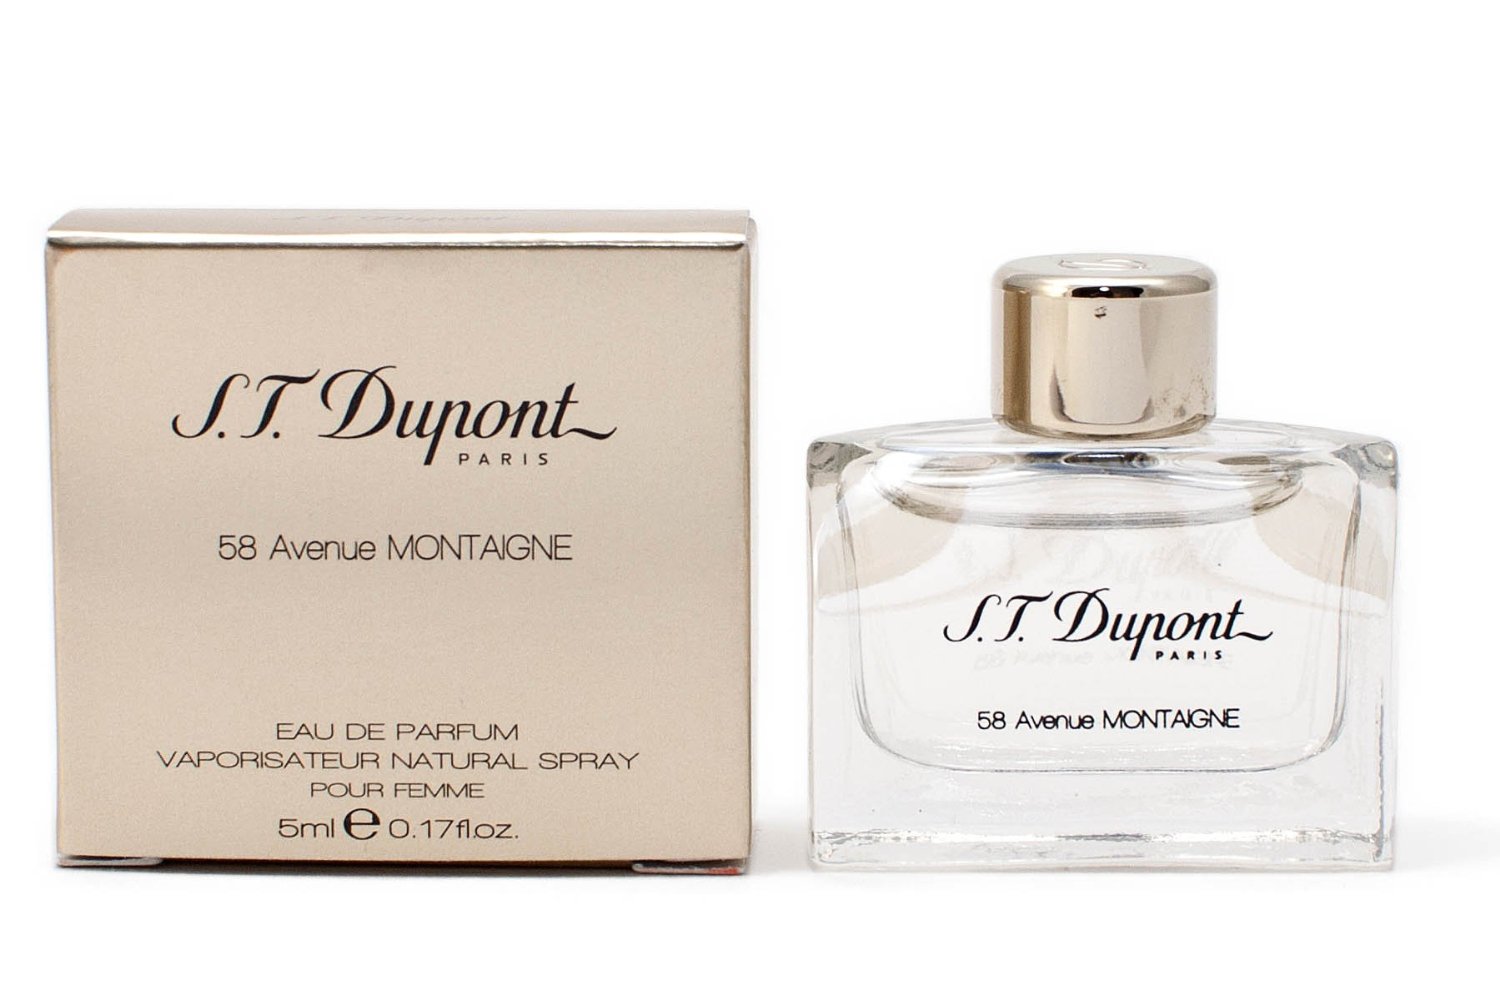 S.T. Dupont
PARIS
58 Avenue MONTAIGNE
EAU DE PARFUM
VAPORISATEUR NATURAL SPRAY
POUR FEMME
5ml e 0.17fl.oz.
S.T. Dupont
PARIS
58 Avenue MONTAIGNE